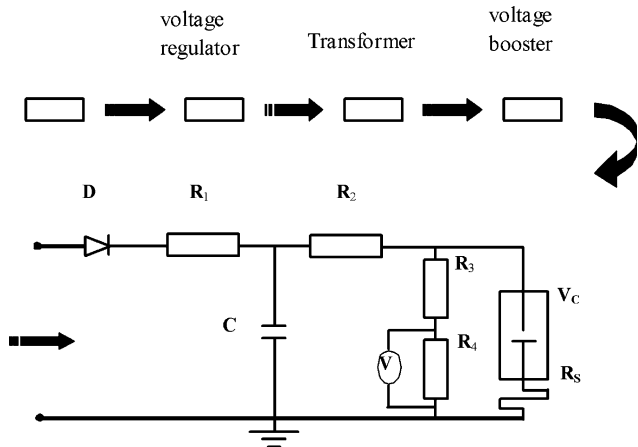 voltage
regulator
Transformer
voltage
booster
D
R1
R2
R3
VC
C
V
R4
RS